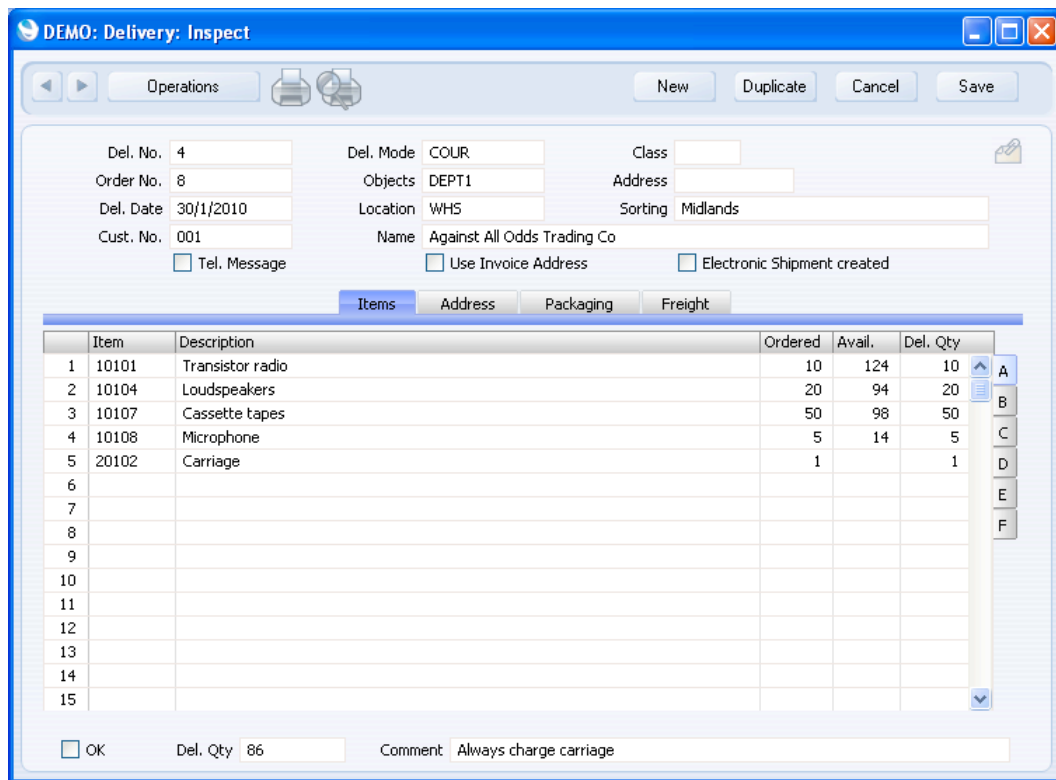 DEMO: Delivery: Inspect
Operations New Duplicate Cancel Save
Del. No. 4 Del. Mode COUR Class
Order No. 8 Objects DEPT1 Address
Del. Date 30/1/2010 Location WHS Sorting Midlands
Cust. No. 001 Name Against All Odds Trading Co
Tel. Message Use Invoice Address Electronic Shipment created
Items Address Packaging Freight
Item Description Ordered Avail. Del. Qty
1 10101 Transistor radio 10 124 10 A
2 10104 Loudspeakers 20 94 20 B
3 10107 Cassette tapes 50 98 50
4 10108 Microphone 5 14 5 C
5 20102 Carriage 1 1 D
6 E
7
8 F
9
10
11
12
13
14
15
OK Del. Qty 86 Comment Always charge carriage